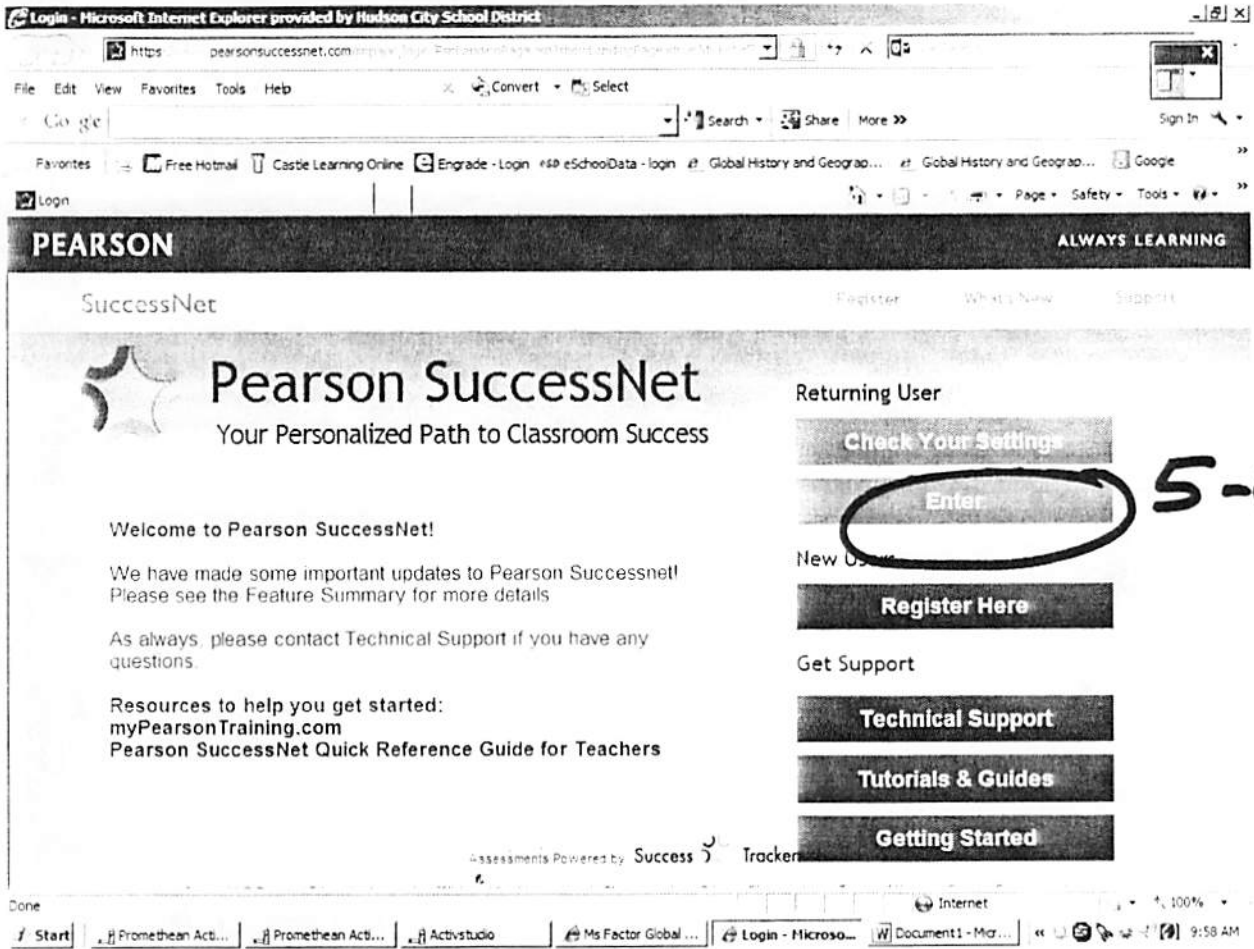 Login - Microsoft Internet Explorer provided by Hudson City School District
https pearsonsuccessnet.com
File Edit View Favorites Tools Help Convert Select
Google Search Share More >> Sign In
Favorites Free Hotmail Castle Learning Online Engrade - Login eSchoolData - login Global History and Geograp... Global History and Geograp... Google
Login Page Safety Tools
PEARSON ALWAYS LEARNING
SuccessNet Register What's New Support
Pearson SuccessNet
Your Personalized Path to Classroom Success
Returning User
Check Your Settings
Enter
5-
New Users
Register Here
Get Support
Technical Support
Tutorials & Guides
Getting Started
Welcome to Pearson SuccessNet!
We have made some important updates to Pearson Successnet!
Please see the Feature Summary for more details
As always, please contact Technical Support if you have any
questions.
Resources to help you get started:
myPearsonTraining.com
Pearson SuccessNet Quick Reference Guide for Teachers
Assessments Powered by Success Tracker
Done Internet 100%
Start Promethean Acti... Promethean Acti... Activstudio Ms Factor Global ... Login - Microso... Document1 - Micr... 9:58 AM